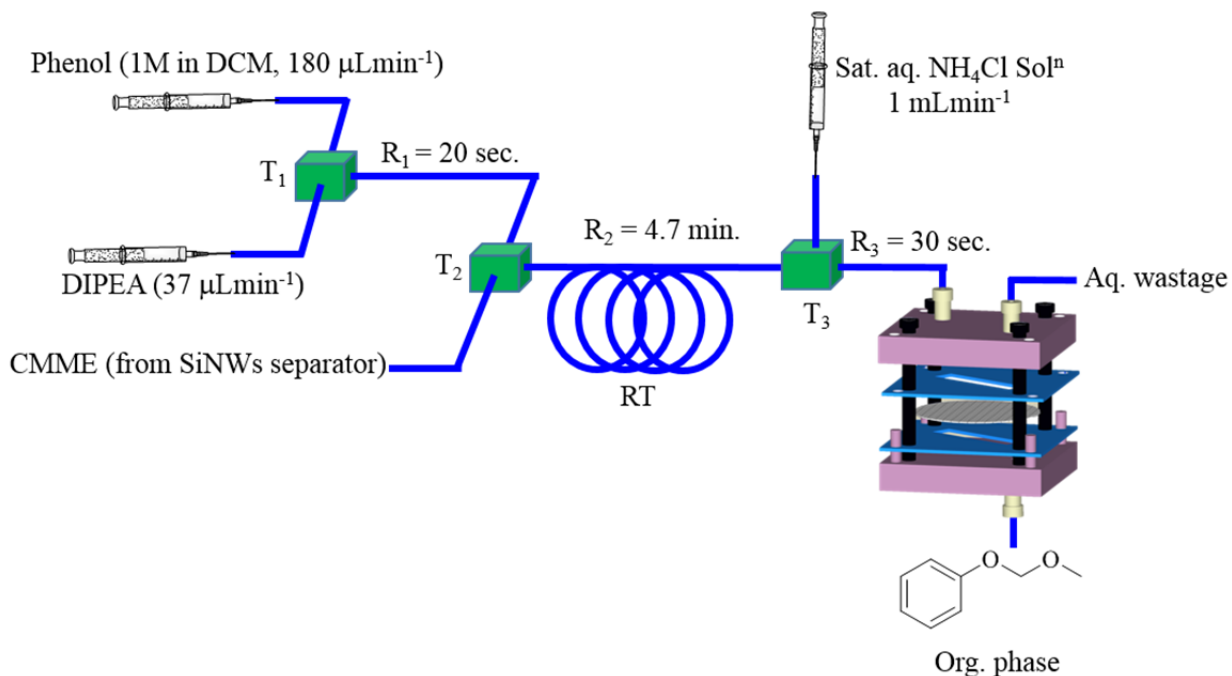 Phenol (1M in DCM, 180 μLmin⁻¹)
Sat. aq. NH₄Cl Solⁿ
1 mLmin⁻¹
T₁
R₁ = 20 sec.
DIPEA (37 μLmin⁻¹)
T₂
R₂ = 4.7 min.
T₃
R₃ = 30 sec.
Aq. wastage
CMME (from SiNWs separator)
RT
O
O
Org. phase